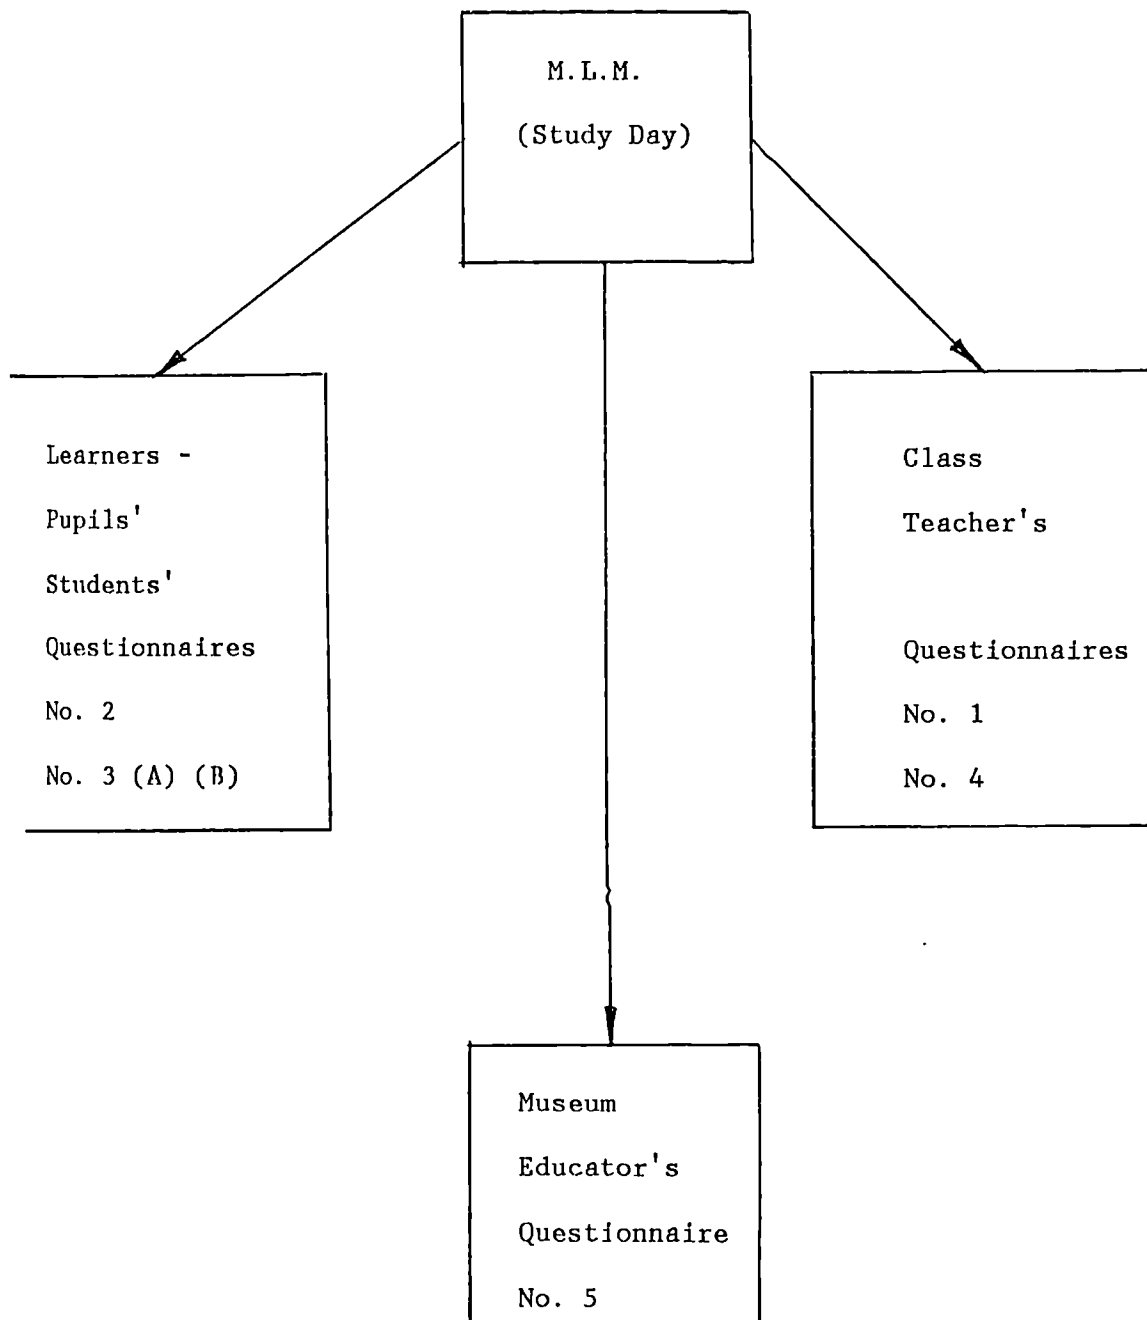 M.L.M.
(Study Day)
Learners -
Pupils'
Students'
Questionnaires
No. 2
No. 3 (A) (B)
Class
Teacher's
Questionnaires
No. 1
No. 4
Museum
Educator's
Questionnaire
No. 5